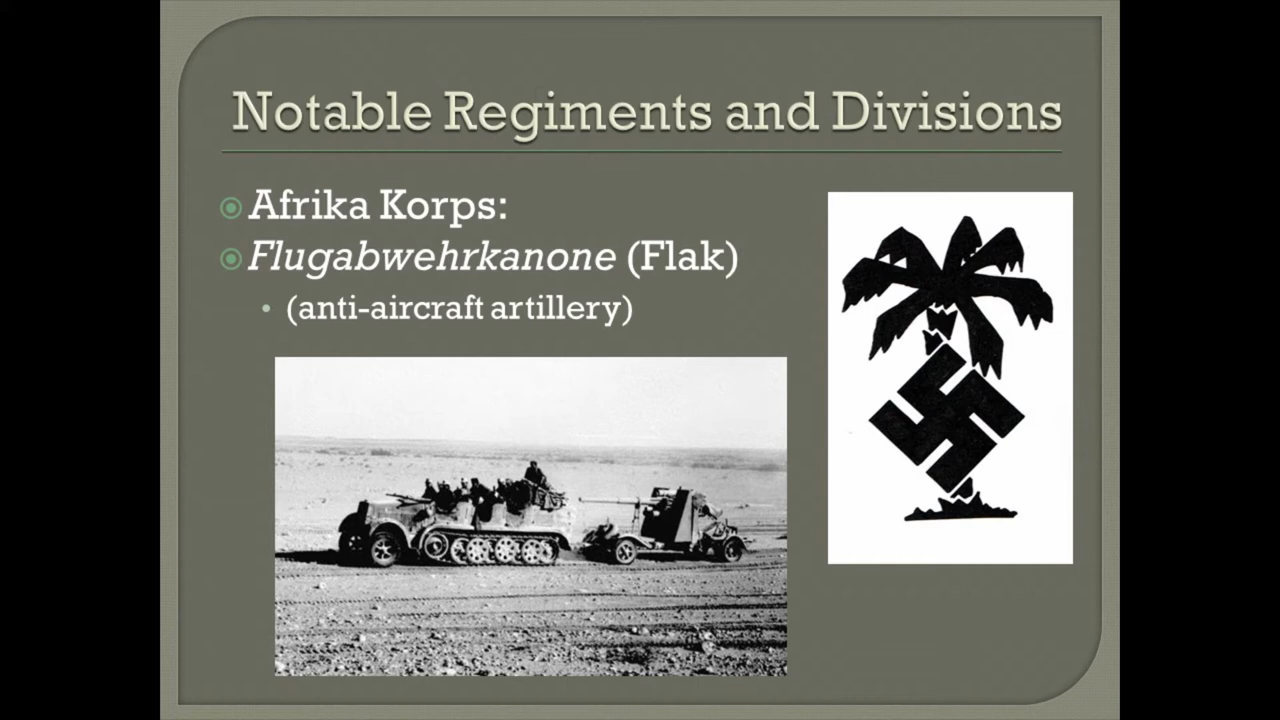 Notable Regiments and Divisions
Afrika Korps:
Flugabwehrkanone (Flak)
(anti-aircraft artillery)